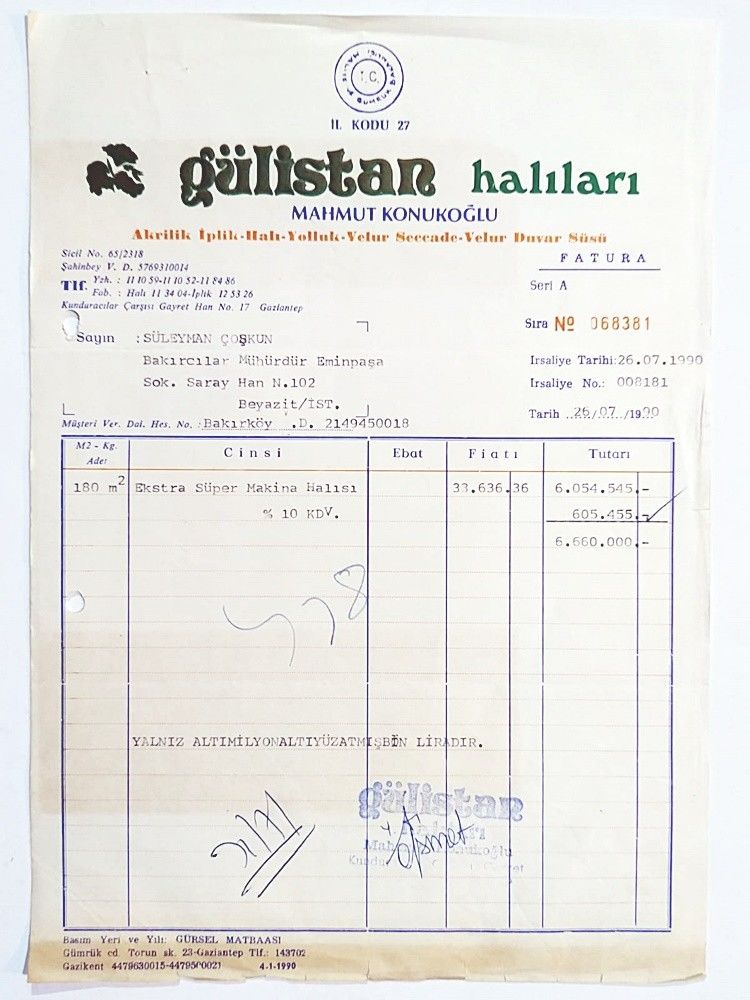 T.C.
İL KODU 27
gülistan halıları
MAHMUT KONUKOĞLU
Akrilik İplik-Halı-Yolluk-Velur Seccade-Velur Duvar Süsü
Sicil No. 65/2318
Şahinbey V. D. 5769310014
Tlf. Yzh. : 11 10 59-11 10 52-11 84 86
Fab. : Halı 11 34 04-İplik 12 53 26
Kunduracılar Çarşısı Gayret Han No. 17 Gaziantep
FATURA
Seri A
Sıra № 068381
Sayın : SÜLEYMAN ÇOŞKUN
Bakırcılar Mühürdür Eminpaşa
Sok. Saray Han N.102
Beyazit/İST.
İrsaliye Tarihi: 26.07.1990
İrsaliye No.: 008181
Tarih 26/07/1990
Müşteri Ver. Dai. Hes. No. : Bakırköy .D. 2149450018
M2 - Kg. Adet Cinsi Ebat Fiatı Tutarı
180 m² Ekstra Süper Makina Halısı 33.636.36 6.054.545.-
% 10 KDV. 605.455.-
6.660.000.-
YALNIZ ALTIMİLYONALTIYÜZATMIŞBİN LİRADIR.
gülistan
Basım Yeri ve Yılı: GÜRSEL MATBAASI
Gümrük cd. Torun sk. 23-Gaziantep Tlf.: 143702
Gazikent 4479630015-4479500021 4-1-1990